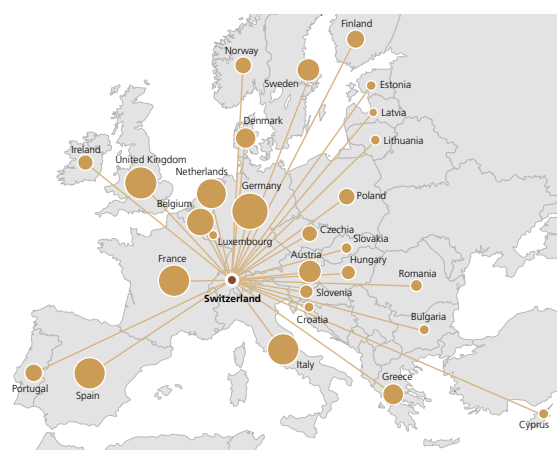 Finland
Norway
Sweden
Estonia
Latvia
Denmark
Lithuania
Ireland
United Kingdom
Netherlands
Germany
Poland
Belgium
Luxembourg
Czechia
Slovakia
France
Austria
Hungary
Romania
Switzerland
Slovenia
Croatia
Bulgaria
Italy
Portugal
Spain
Greece
Cyprus